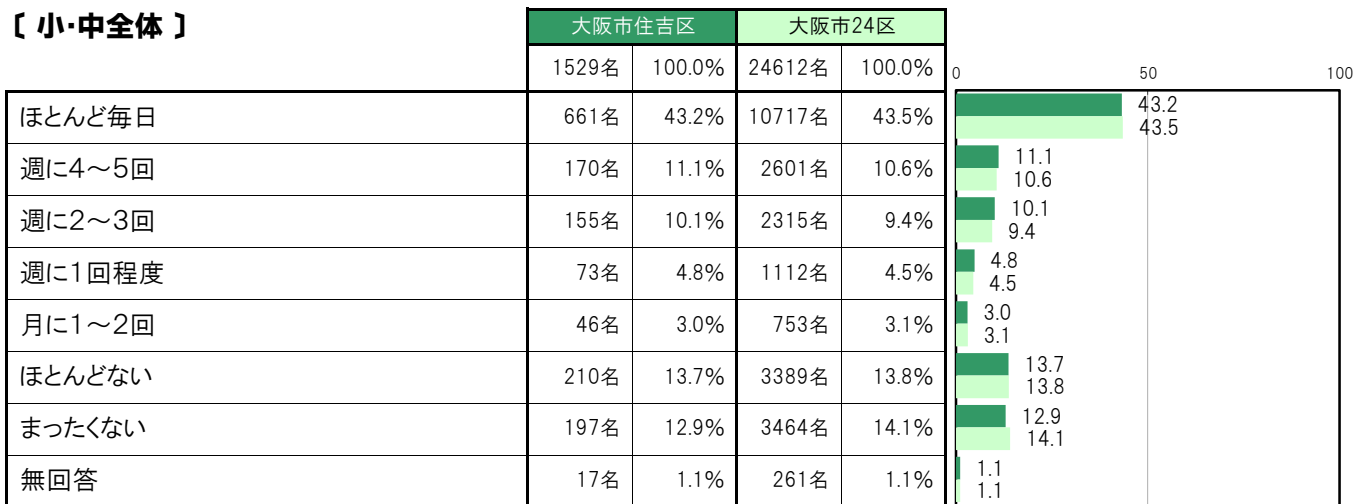 〔 小・中全体 〕
大阪市住吉区 大阪市24区
1529名 100.0% 24612名 100.0%
0 50 100
ほとんど毎日 661名 43.2% 10717名 43.5% 43.2
43.5
週に4～5回 170名 11.1% 2601名 10.6% 11.1
10.6
週に2～3回 155名 10.1% 2315名 9.4% 10.1
9.4
週に1回程度 73名 4.8% 1112名 4.5% 4.8
4.5
月に1～2回 46名 3.0% 753名 3.1% 3.0
3.1
ほとんどない 210名 13.7% 3389名 13.8% 13.7
13.8
まったくない 197名 12.9% 3464名 14.1% 12.9
14.1
無回答 17名 1.1% 261名 1.1% 1.1
1.1